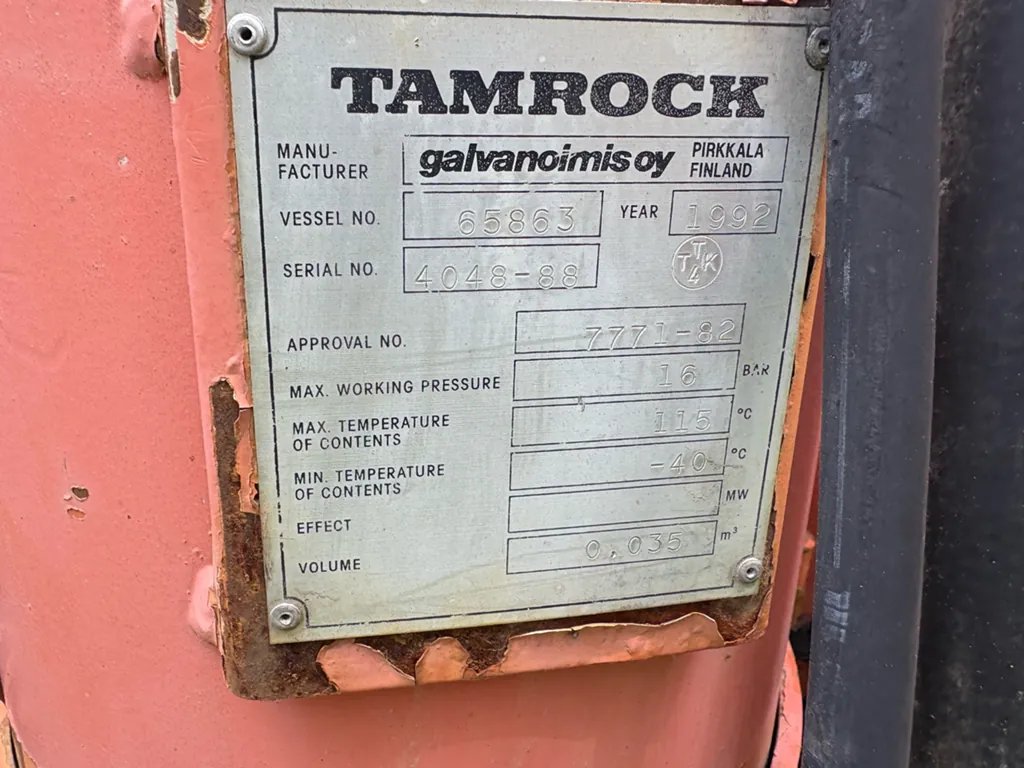 TAMROCK
MANU-
FACTURER
galvanoimis oy
PIRKKALA
FINLAND
VESSEL NO. 65863 YEAR 1992
SERIAL NO. 4048-88
T
T K
4
APPROVAL NO. 7771-82
MAX. WORKING PRESSURE 16 BAR
MAX. TEMPERATURE
OF CONTENTS 115 °C
MIN. TEMPERATURE
OF CONTENTS -40 °C
EFFECT MW
VOLUME 0.035 m³